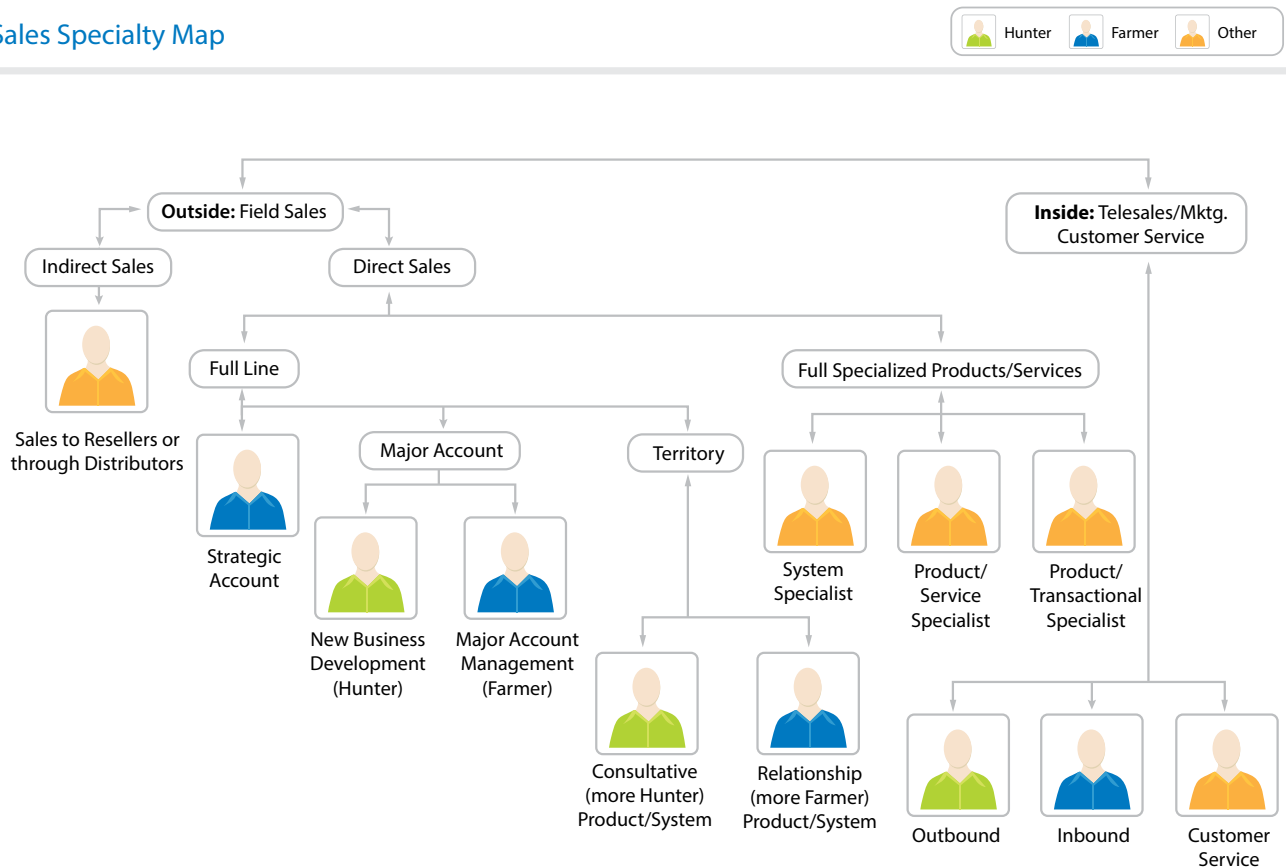 Sales Specialty Map
Hunter
Farmer
Other
Outside: Field Sales
Inside: Telesales/Mktg.
Customer Service
Indirect Sales
Direct Sales
Full Line
Full Specialized Products/Services
Sales to Resellers or
through Distributors
Major Account
Territory
Strategic
Account
System
Specialist
Product/
Service
Specialist
Product/
Transactional
Specialist
New Business
Development
(Hunter)
Major Account
Management
(Farmer)
Consultative
(more Hunter)
Product/System
Relationship
(more Farmer)
Product/System
Outbound
Inbound
Customer
Service